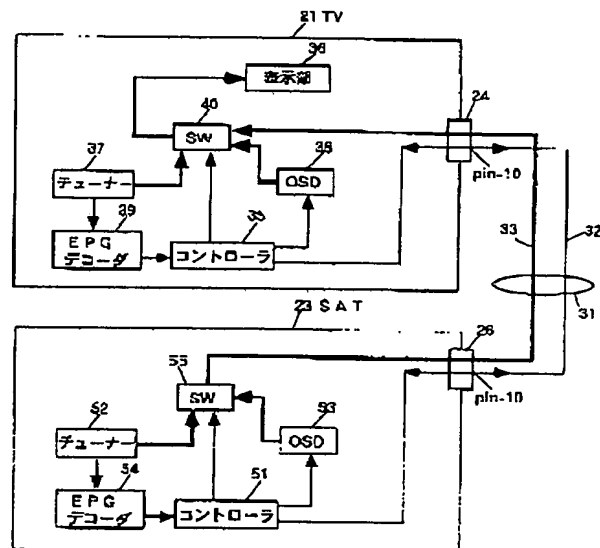 21 TV
36
表示部
40
24
SW
37
38
pin-10
チューナー
OSD
39
35
33
32
EPG
デコーダ
コントローラ
31
23 SAT
26
55
SW
pin-10
52
53
チューナー
OSD
54
51
EPG
デコーダ
コントローラ